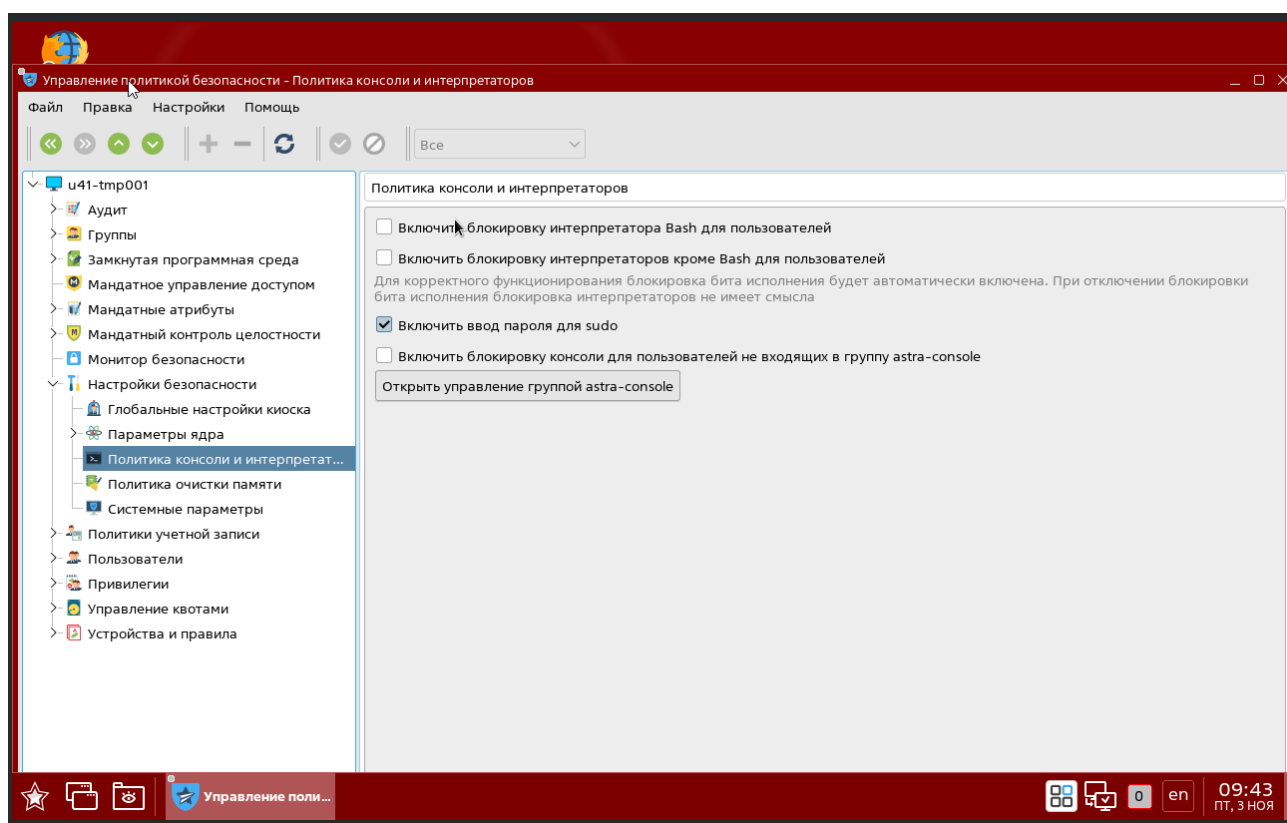 Управление политикой безопасности - Политика консоли и интерпретаторов
Файл Правка Настройки Помощь
Все
u41-tmp001
Аудит
Группы
Замкнутая программная среда
Мандатное управление доступом
Мандатные атрибуты
Мандатный контроль целостности
Монитор безопасности
Настройки безопасности
Глобальные настройки киоска
Параметры ядра
Политика консоли и интерпретат...
Политика очистки памяти
Системные параметры
Политики учетной записи
Пользователи
Привилегии
Управление квотами
Устройства и правила
Политика консоли и интерпретаторов
Включить блокировку интерпретатора Bash для пользователей
Включить блокировку интерпретаторов кроме Bash для пользователей
Для корректного функционирования блокировка бита исполнения будет автоматически включена. При отключении блокировки
бита исполнения блокировка интерпретаторов не имеет смысла
Включить ввод пароля для sudo
Включить блокировку консоли для пользователей не входящих в группу astra-console
Открыть управление группой astra-console
Управление поли...
0
en
09:43
ПТ, 3 НОЯ